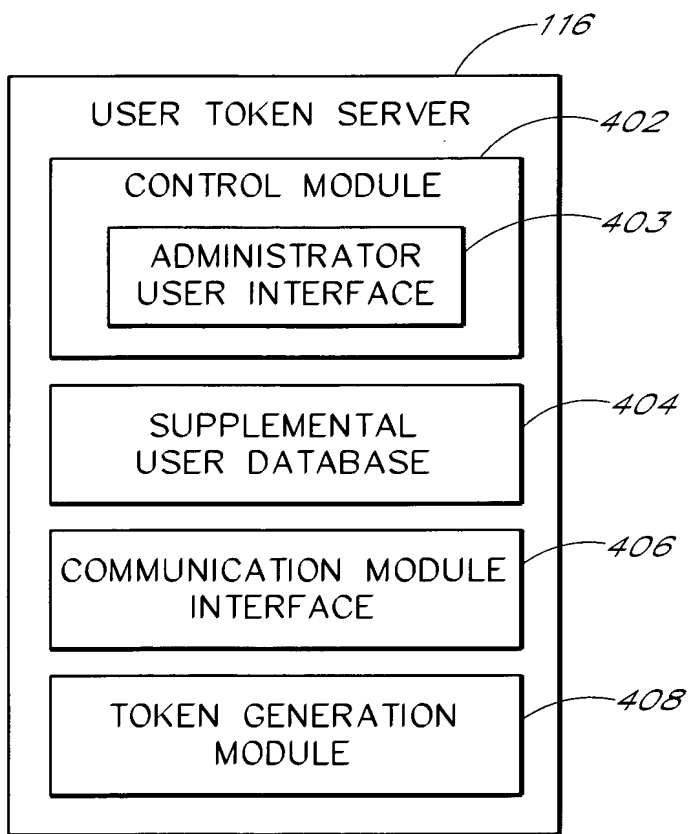 116
USER TOKEN SERVER
402
CONTROL MODULE
403
ADMINISTRATOR
USER INTERFACE
404
SUPPLEMENTAL
USER DATABASE
406
COMMUNICATION MODULE
INTERFACE
408
TOKEN GENERATION
MODULE